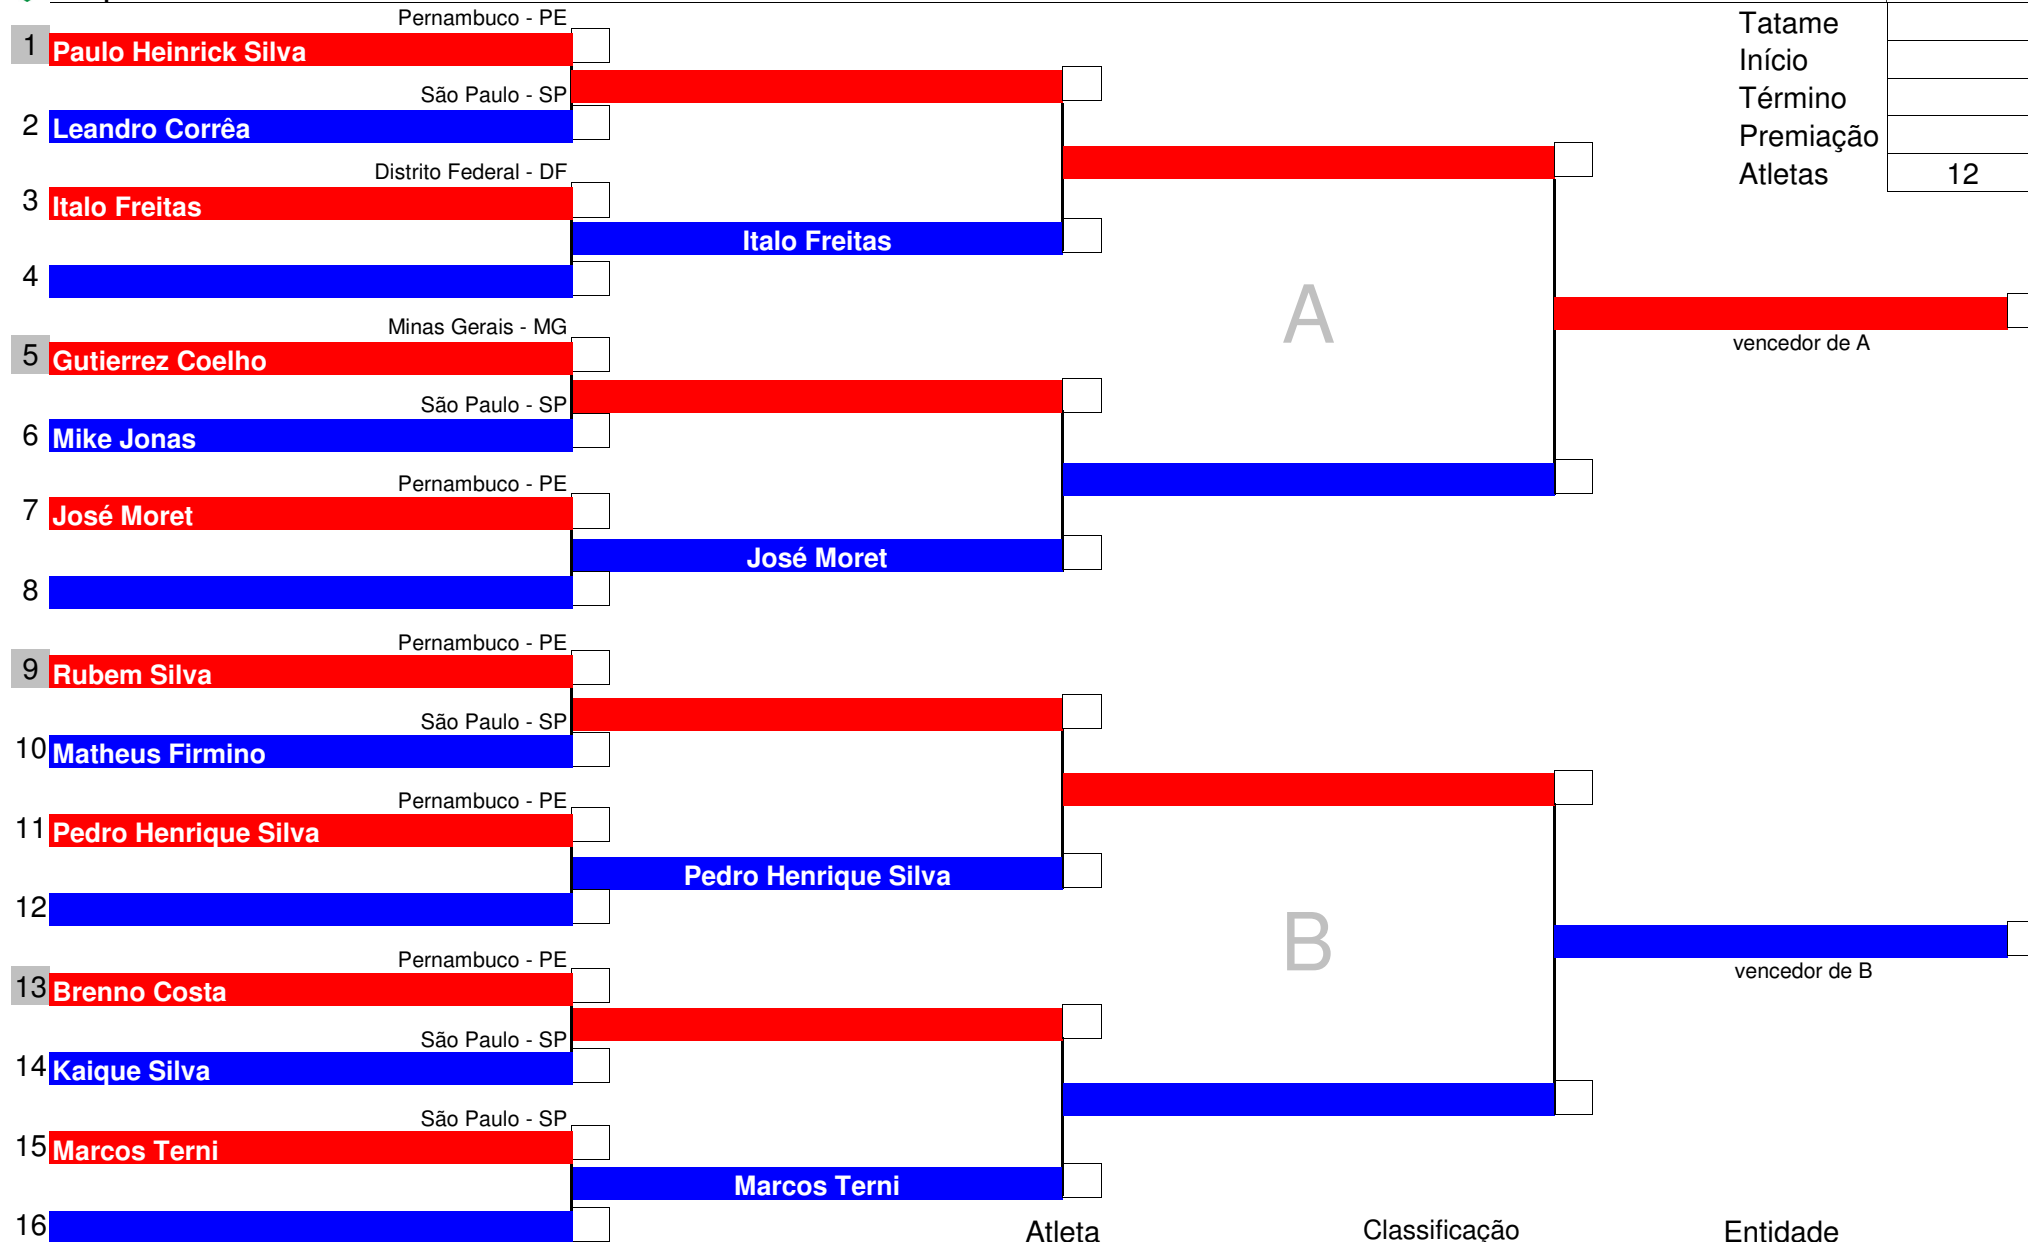 Pernambuco - PE
1 Paulo Heinrick Silva
São Paulo - SP
2 Leandro Corrêa
Distrito Federal - DF
3 Italo Freitas
Italo Freitas
4
Minas Gerais - MG
5 Gutierrez Coelho
São Paulo - SP
6 Mike Jonas
Pernambuco - PE
7 José Moret
José Moret
8
Pernambuco - PE
9 Rubem Silva
São Paulo - SP
10 Matheus Firmino
Pernambuco - PE
11 Pedro Henrique Silva
Pedro Henrique Silva
12
Pernambuco - PE
13 Brenno Costa
São Paulo - SP
14 Kaique Silva
São Paulo - SP
15 Marcos Terni
Marcos Terni
16
A
B
vencedor de A
vencedor de B
Tatame
Início
Término
Premiação
Atletas 12
Atleta Classificação Entidade